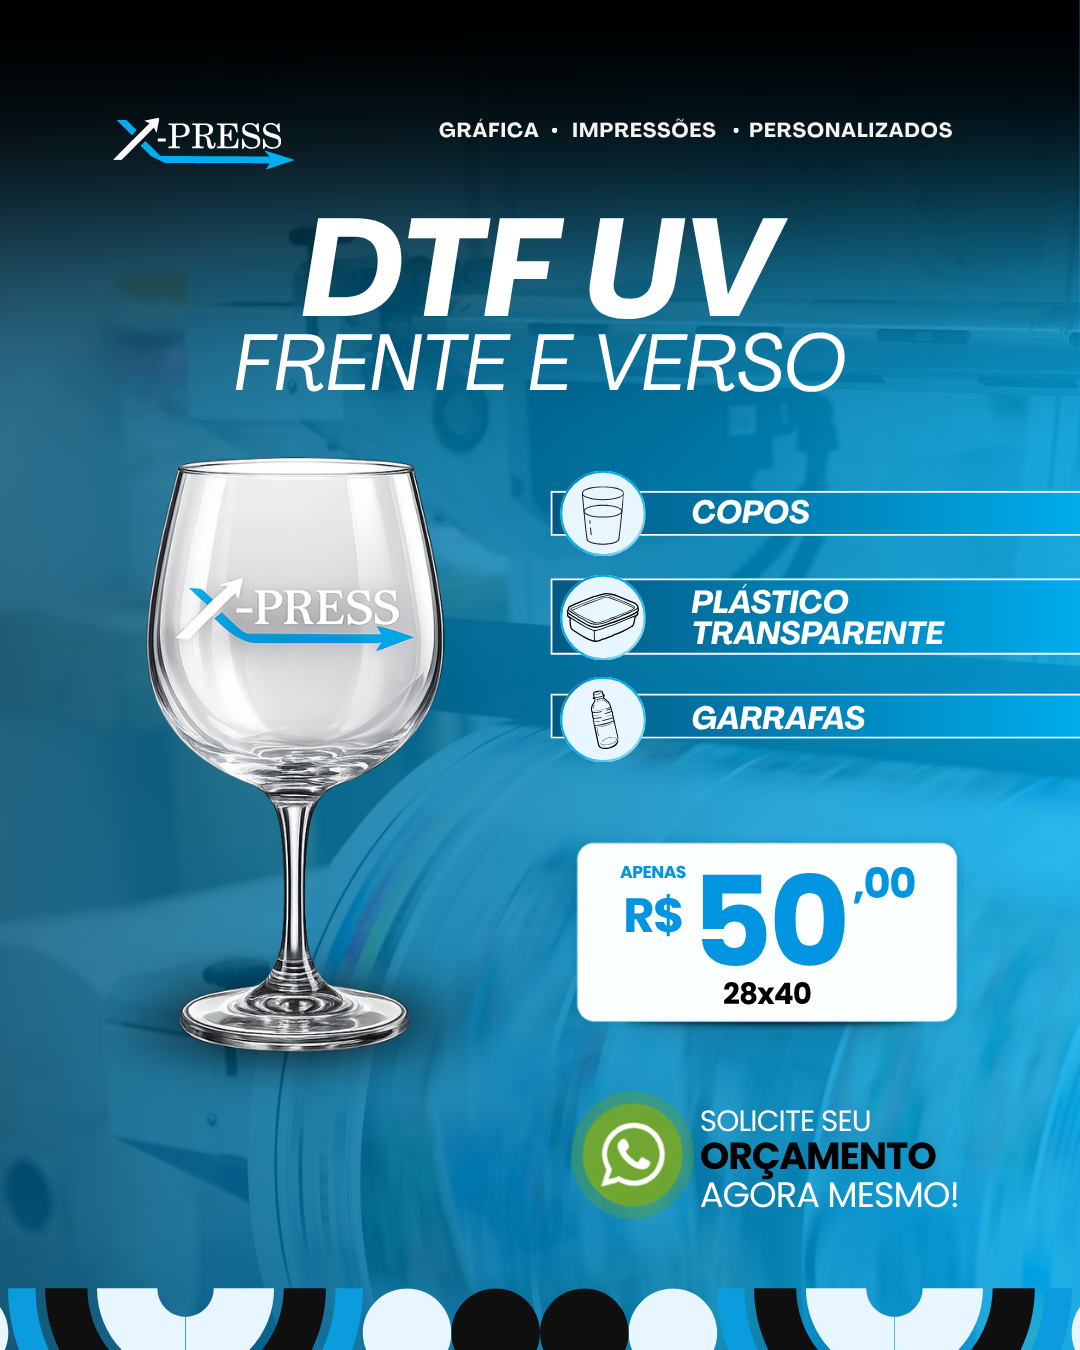 X-PRESS
GRÁFICA • IMPRESSÕES • PERSONALIZADOS
DTF UV
FRENTE E VERSO
X-PRESS
COPOS
PLÁSTICO
TRANSPARENTE
GARRAFAS
APENAS
R$ 50,00
28x40
SOLICITE SEU
ORÇAMENTO
AGORA MESMO!